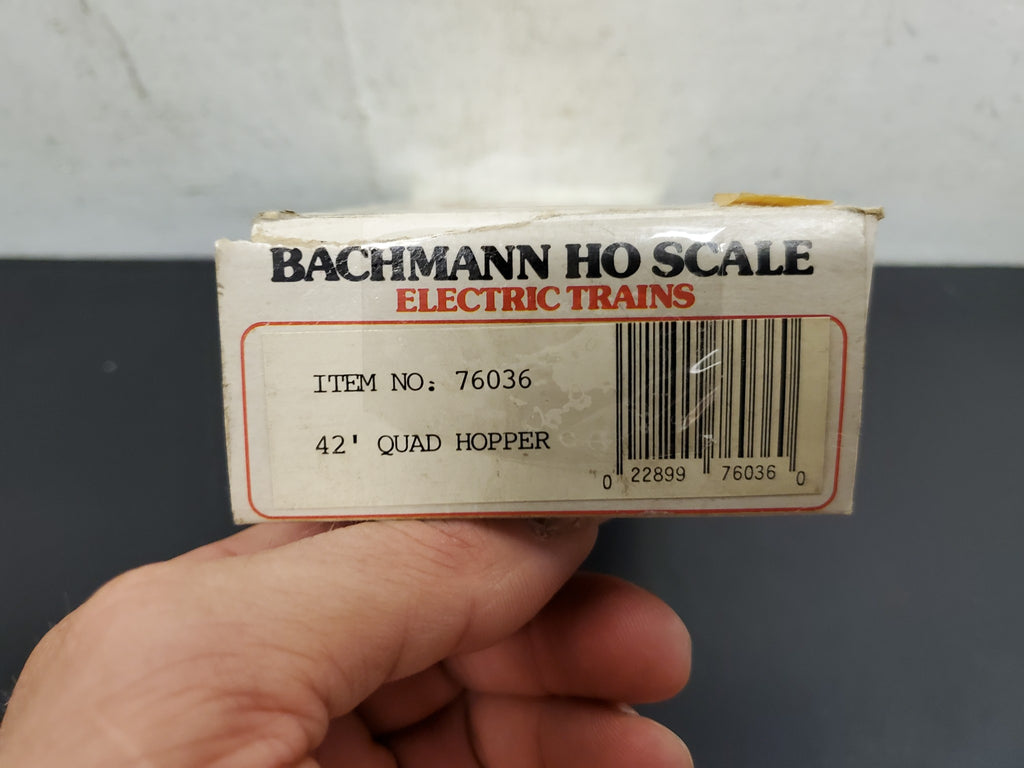 BACHMANN HO SCALE
ELECTRIC TRAINS
ITEM NO: 76036
42' QUAD HOPPER
0 22899 76036 0